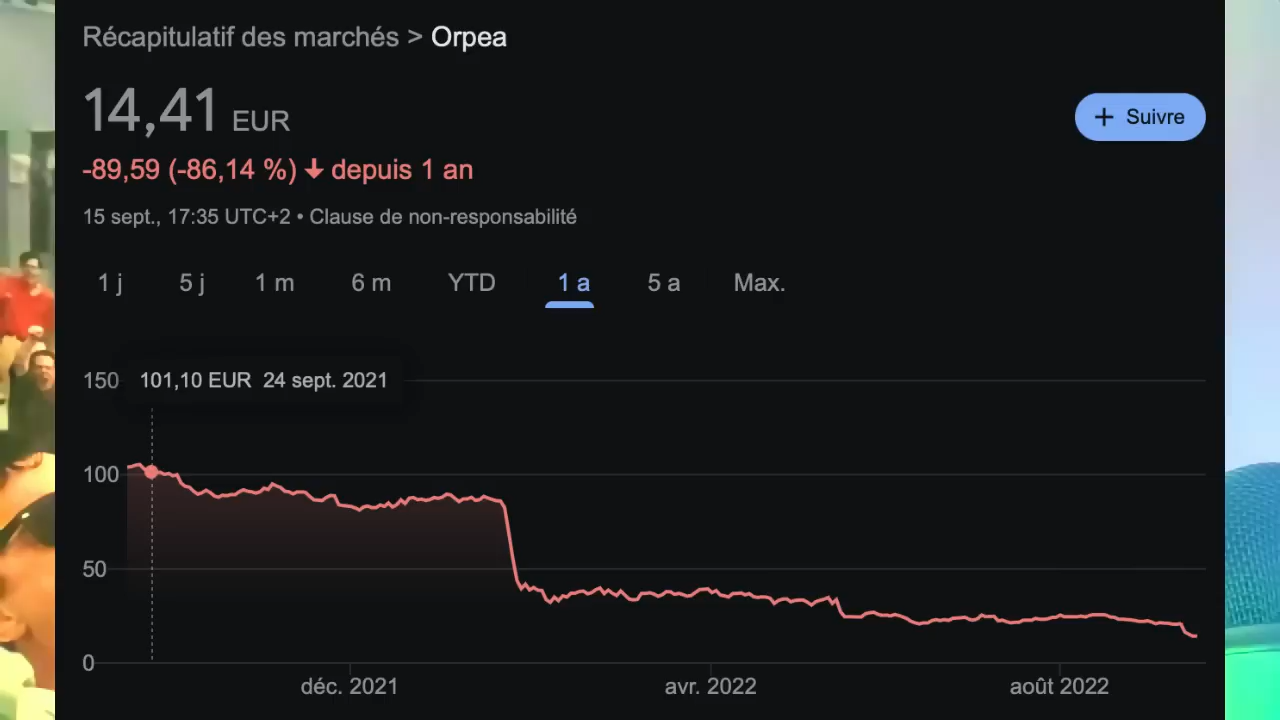 Récapitulatif des marchés > Orpea
14,41 EUR
+ Suivre
-89,59 (-86,14 %) ↓ depuis 1 an
15 sept., 17:35 UTC+2 • Clause de non-responsabilité
1 j 5 j 1 m 6 m YTD 1 a 5 a Max.
150 101,10 EUR 24 sept. 2021
100
50
0
déc. 2021 avr. 2022 août 2022